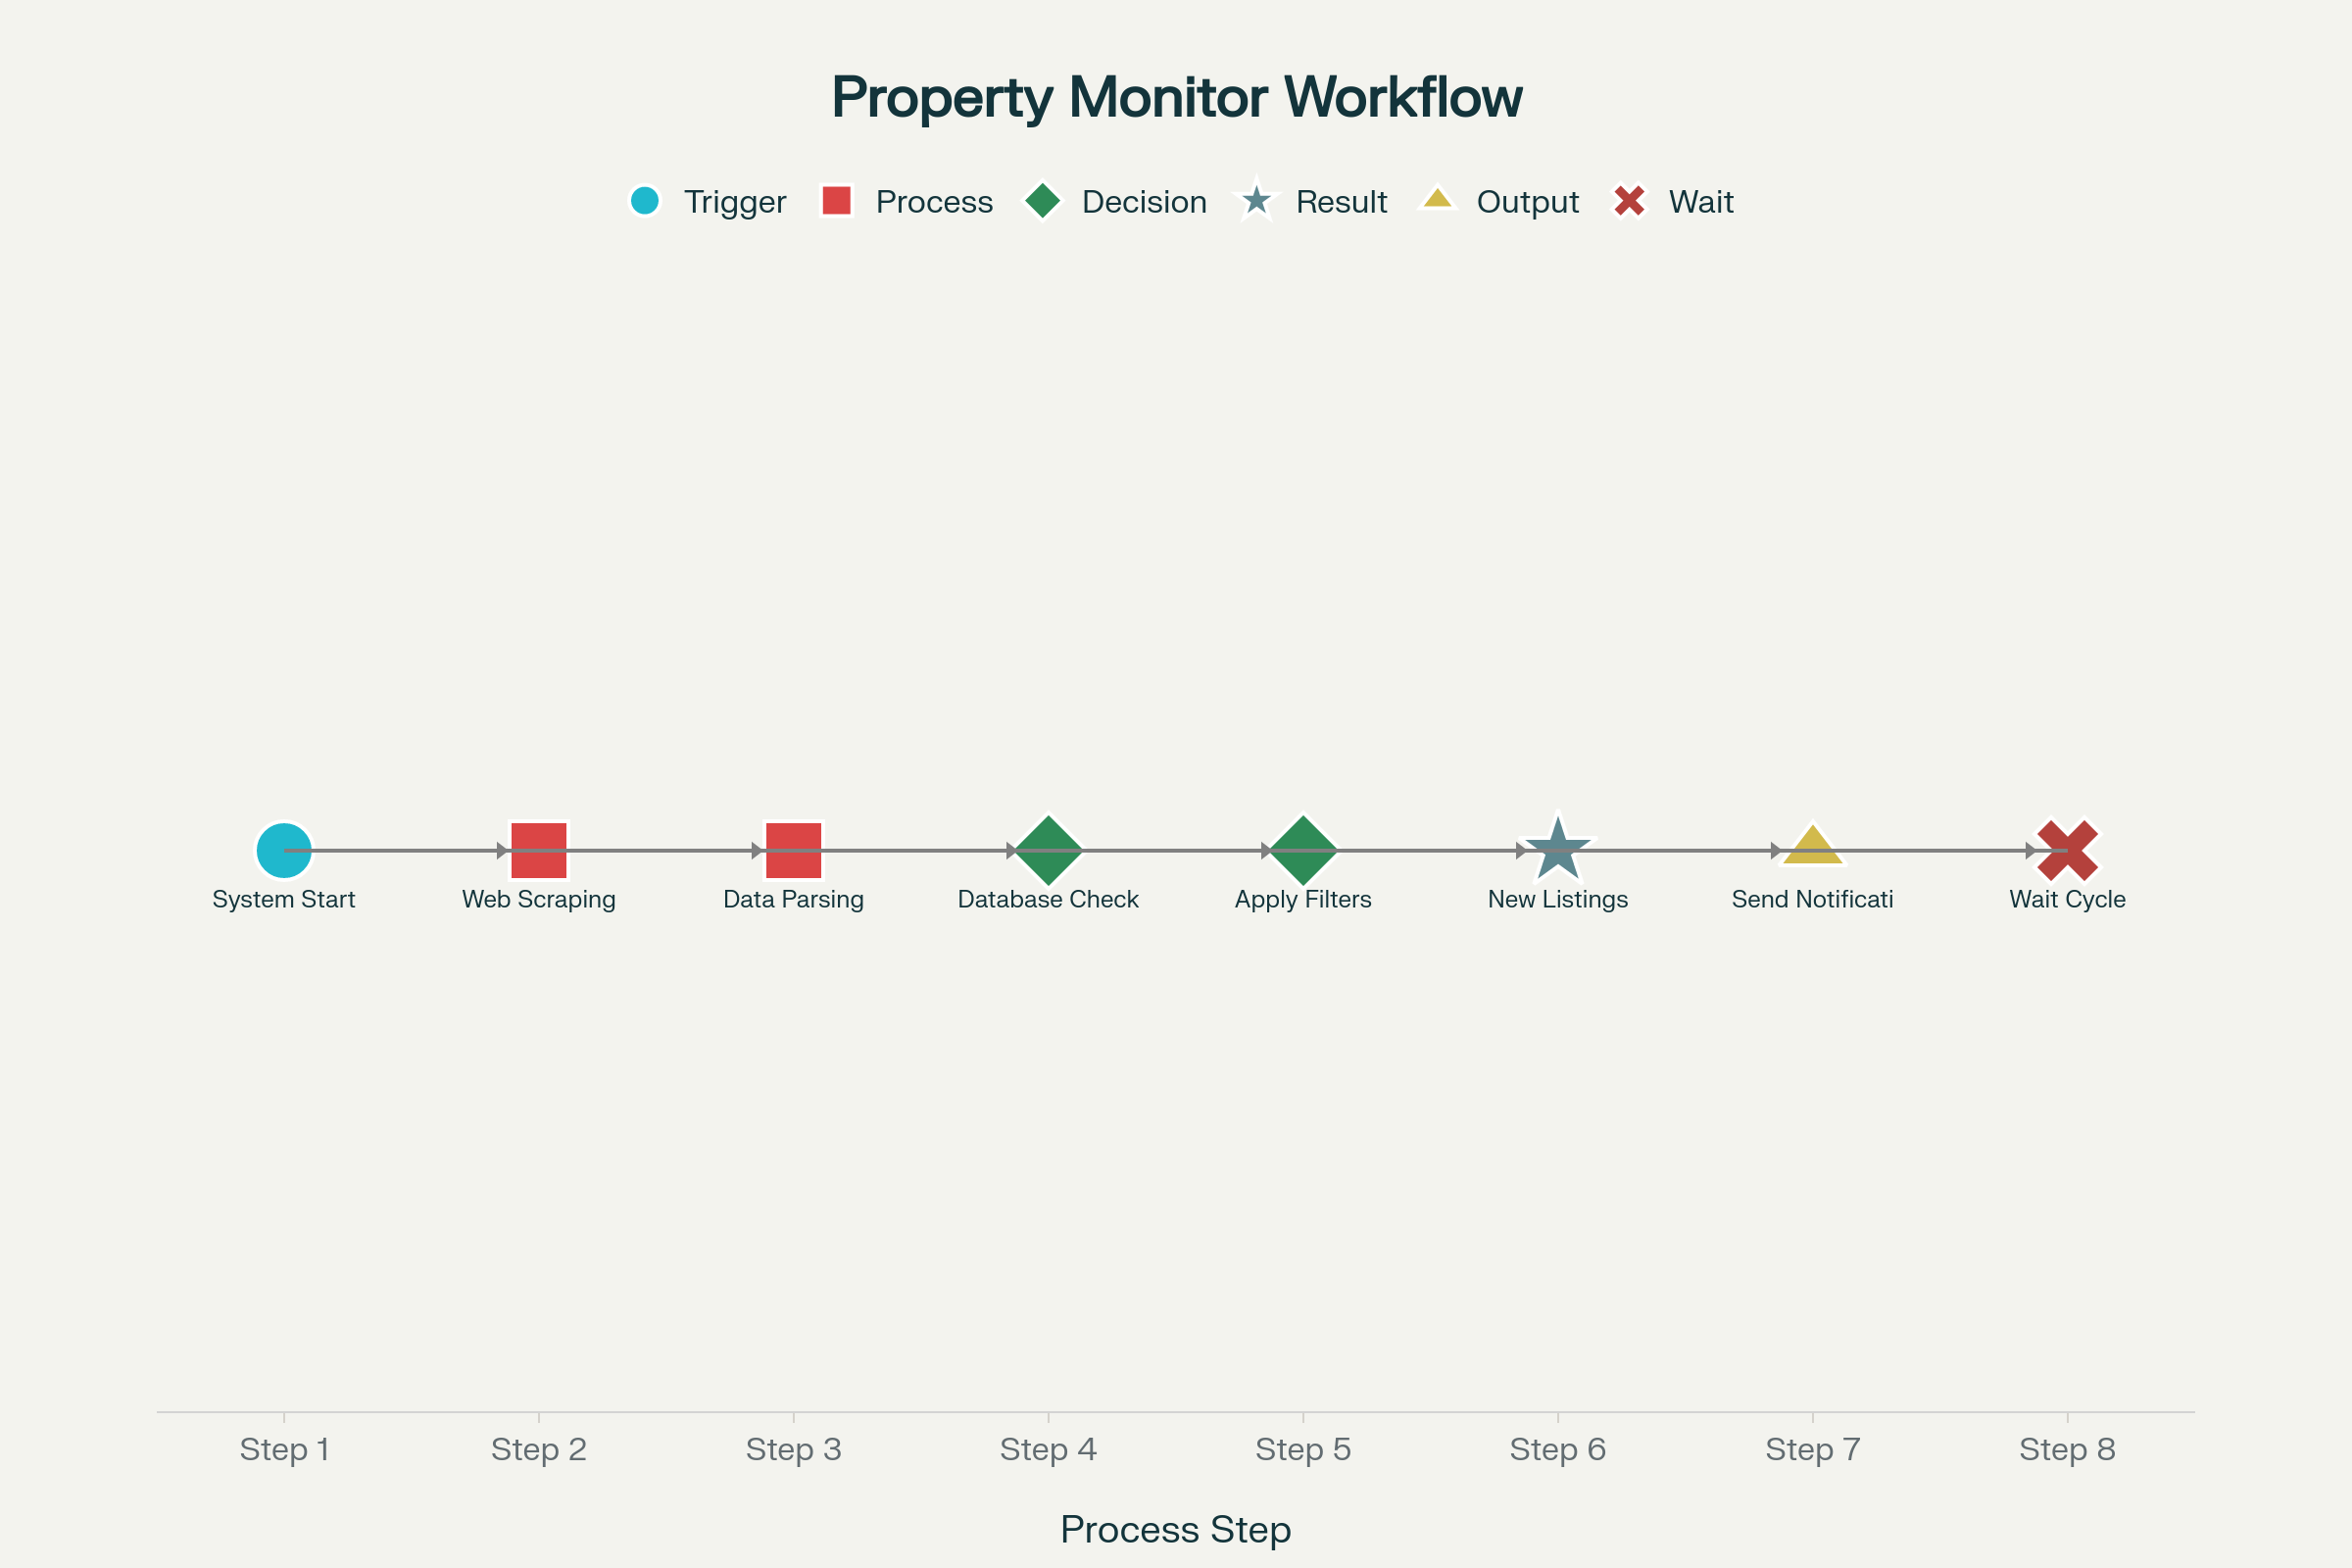 Property Monitor Workflow
Trigger Process Decision Result Output Wait
System Start Web Scraping Data Parsing Database Check Apply Filters New Listings Send Notificati Wait Cycle
Step 1 Step 2 Step 3 Step 4 Step 5 Step 6 Step 7 Step 8
Process Step